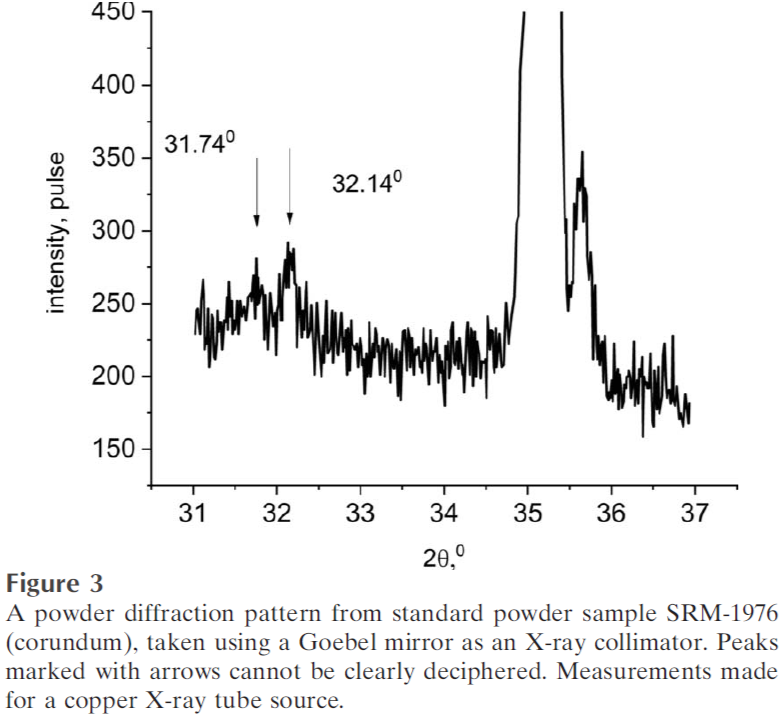 450
400
350
300
250
200
150
intensity, pulse
31.74⁰
32.14⁰
31 32 33 34 35 36 37
2θ,⁰
Figure 3
A powder diffraction pattern from standard powder sample SRM-1976
(corundum), taken using a Goebel mirror as an X-ray collimator. Peaks
marked with arrows cannot be clearly deciphered. Measurements made
for a copper X-ray tube source.